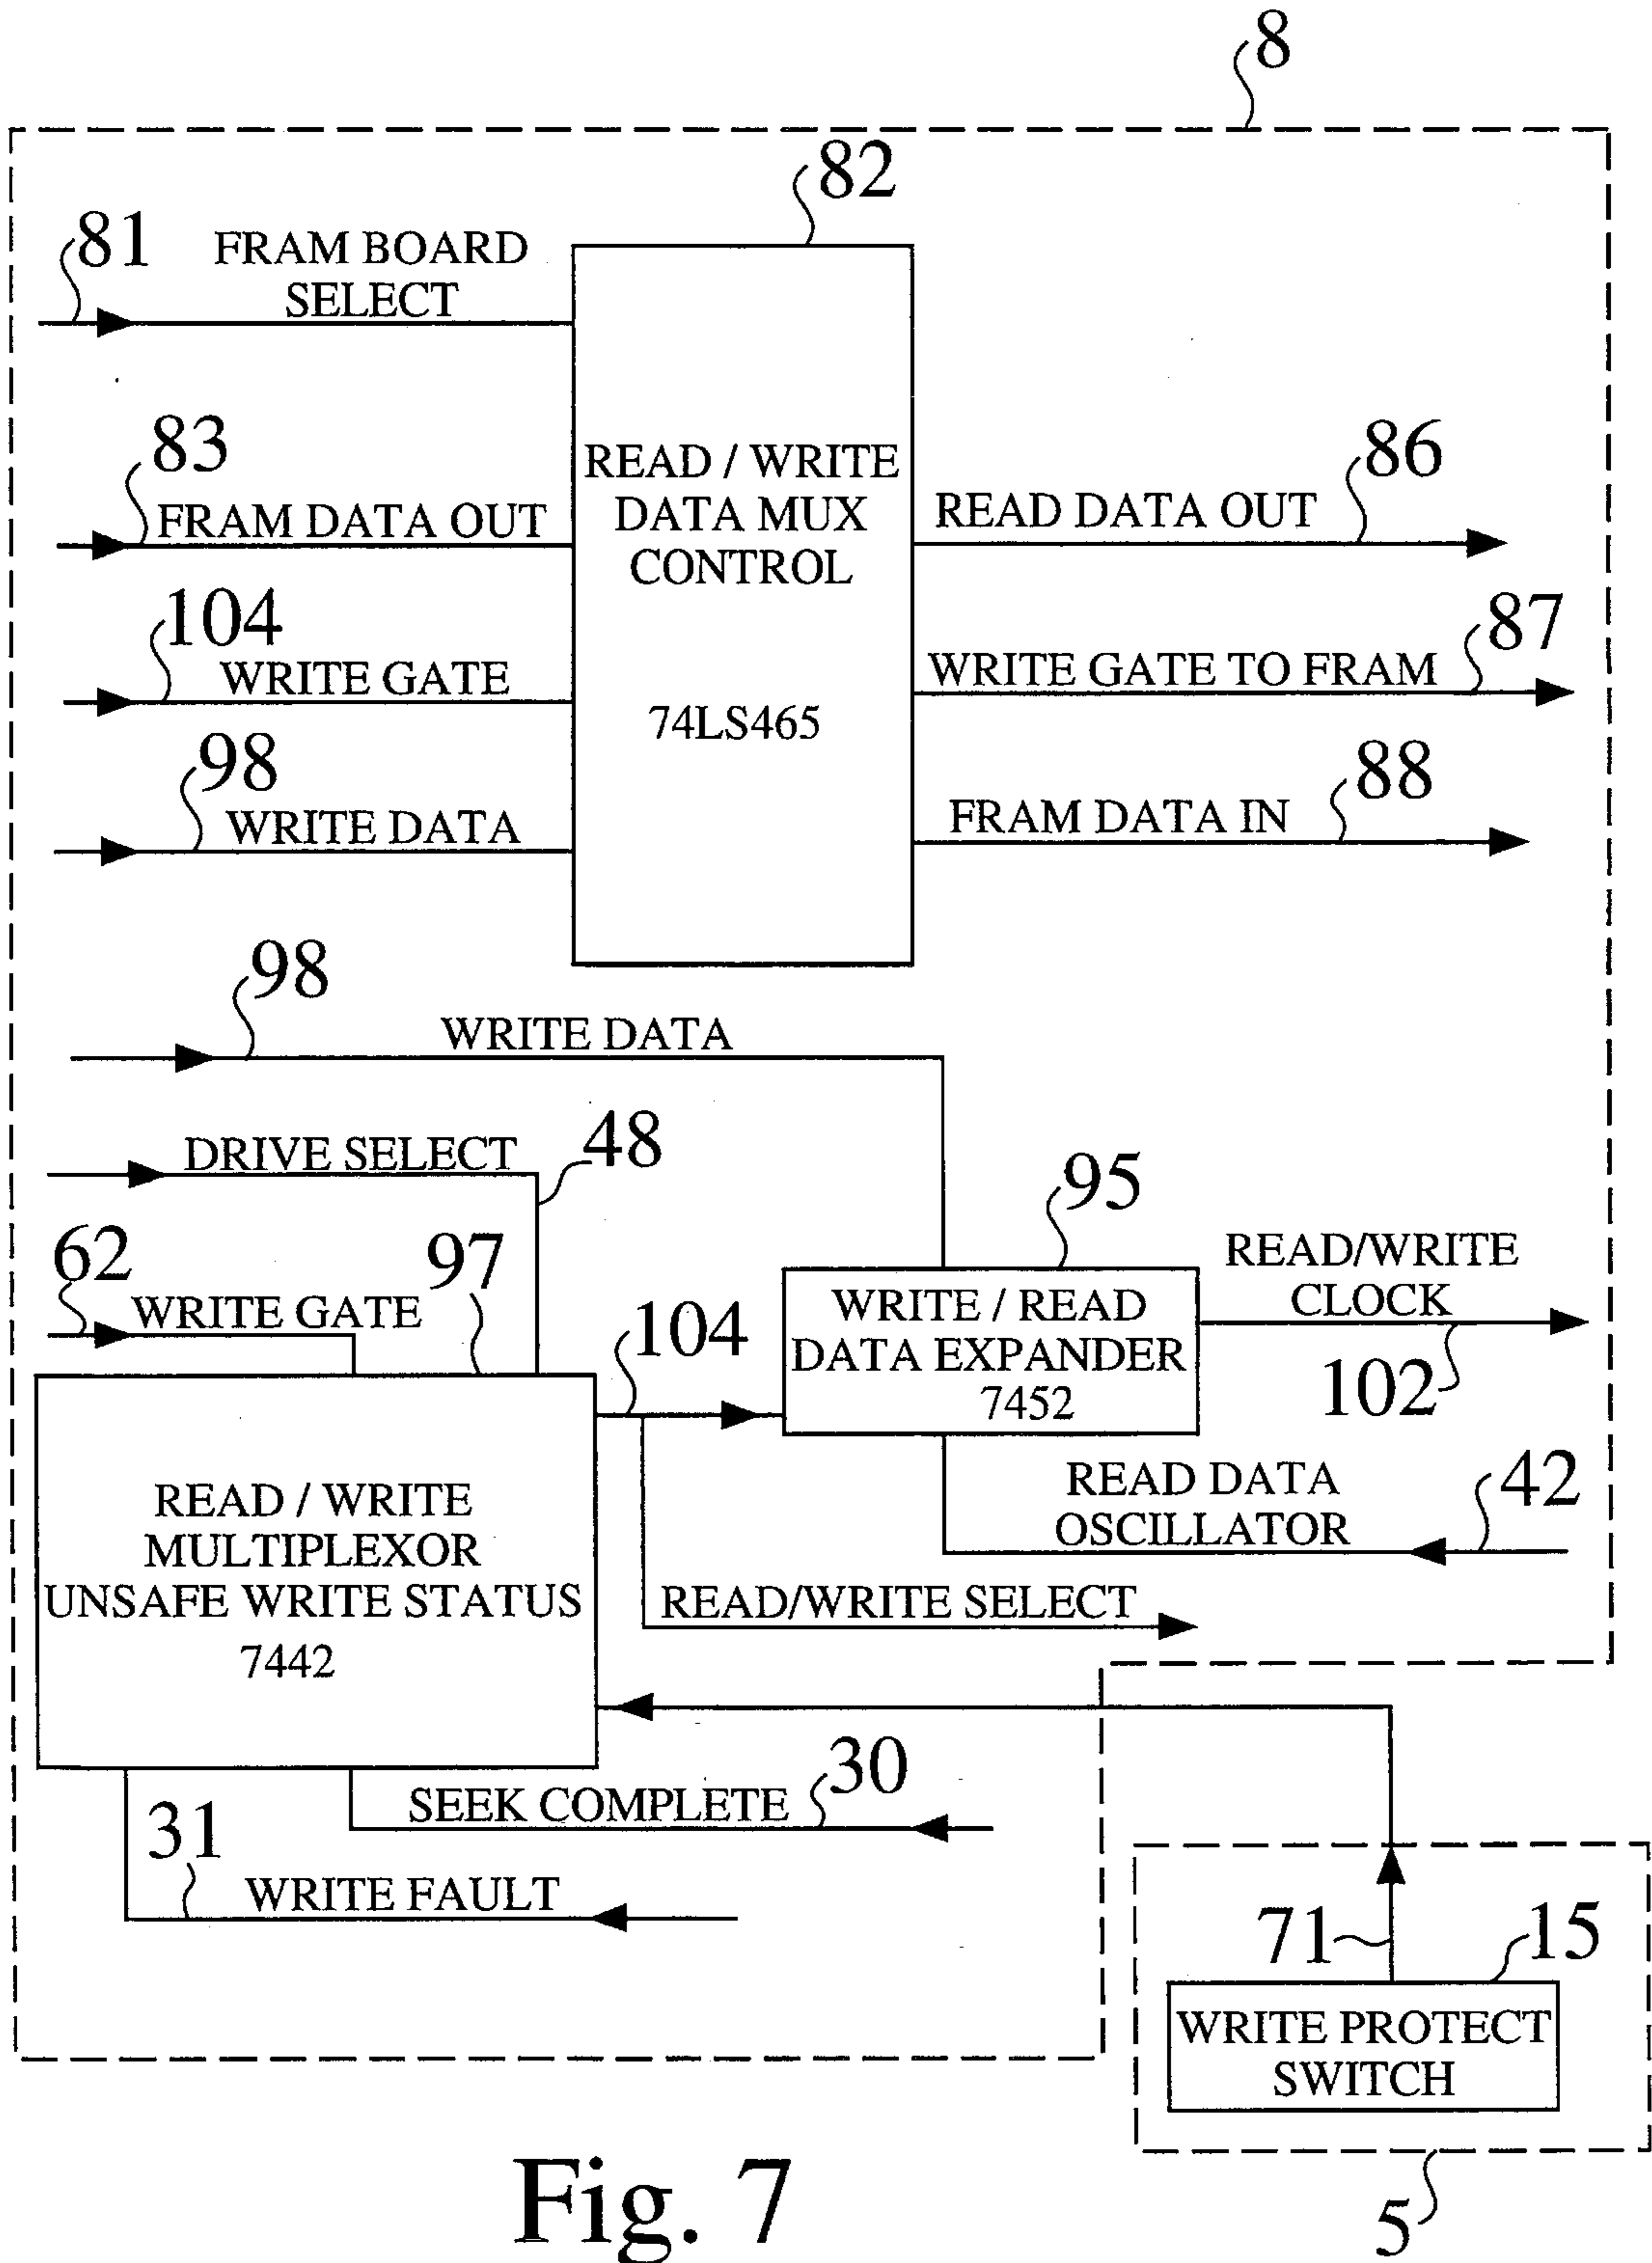 8
82
81
FRAM BOARD
SELECT
83
FRAM DATA OUT
104
WRITE GATE
98
WRITE DATA
READ / WRITE
DATA MUX
CONTROL
74LS465
86
READ DATA OUT
87
WRITE GATE TO FRAM
88
FRAM DATA IN
98
WRITE DATA
DRIVE SELECT
48
62
WRITE GATE
97
104
95
WRITE / READ
DATA EXPANDER
7452
READ/WRITE
CLOCK
102
READ DATA
OSCILLATOR
42
READ/WRITE SELECT
READ / WRITE
MULTIPLEXOR
UNSAFE WRITE STATUS
7442
SEEK COMPLETE
30
31
WRITE FAULT
71
15
WRITE PROTECT
SWITCH
5
Fig. 7